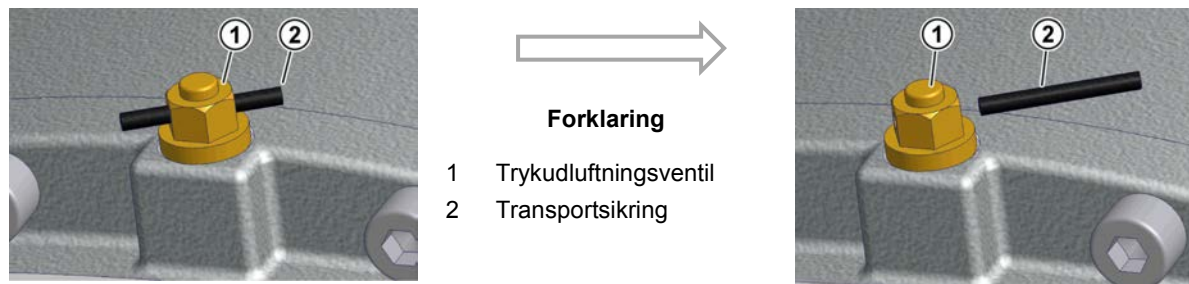 1 2
Forklaring
1 Trykudluftningsventil
2 Transportsikring
1 2